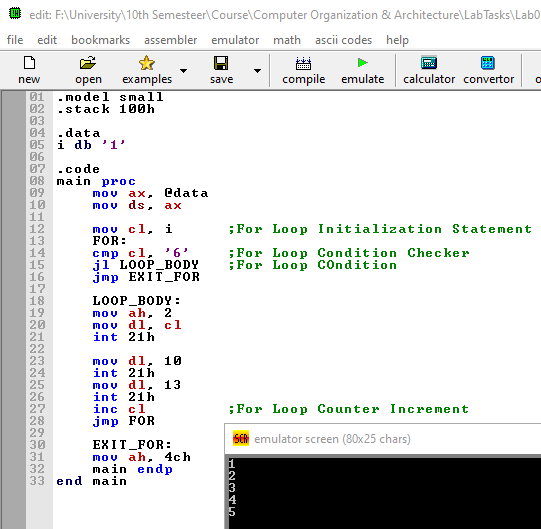 edit: F:\University\10th Semesteer\Course\Computer Organization & Architecture\LabTasks\Lab0
file edit bookmarks assembler emulator math ascii codes help
new open examples save compile emulate calculator convertor
01 .model small
02 .stack 100h
03
04 .data
05 i db '1'
06
07 .code
08 main proc
09 mov ax, @data
10 mov ds, ax
11
12 mov cl, i ;For Loop Initialization Statement
13 FOR:
14 cmp cl, '6' ;For Loop Condition Checker
15 jl LOOP_BODY ;For Loop COndition
16 jmp EXIT_FOR
17
18 LOOP_BODY:
19 mov ah, 2
20 mov dl, cl
21 int 21h
22
23 mov dl, 10
24 int 21h
25 mov dl, 13
26 int 21h
27 inc cl ;For Loop Counter Increment
28 jmp FOR
29
30 EXIT_FOR:
31 mov ah, 4ch
32 main endp
33 end main
SCR emulator screen (80x25 chars)
1
2
3
4
5